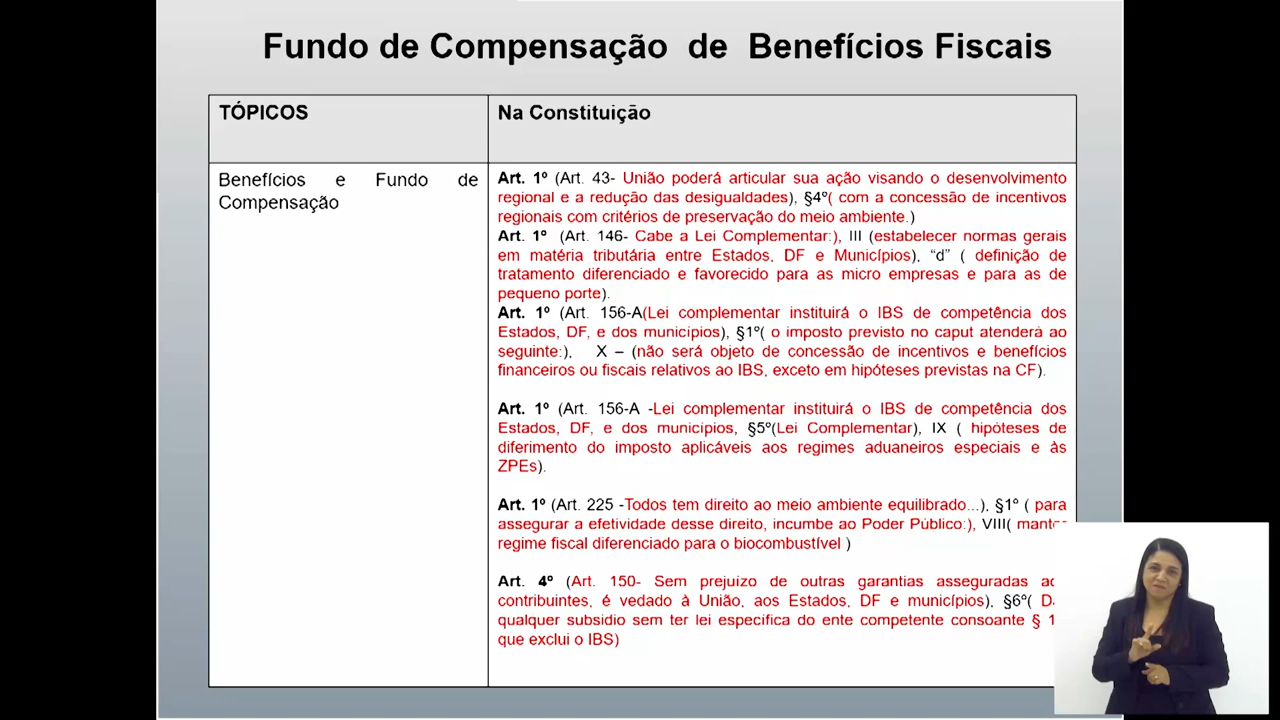 Fundo de Compensação de Benefícios Fiscais
TÓPICOS
Na Constituição
Benefícios e Fundo de
Compensação
Art. 1º (Art. 43- União poderá articular sua ação visando o desenvolvimento
regional e a redução das desigualdades), §4º( com a concessão de incentivos
regionais com critérios de preservação do meio ambiente.)
Art. 1º (Art. 146- Cabe a Lei Complementar:), III (estabelecer normas gerais
em matéria tributária entre Estados, DF e Municípios), “d” ( definição de
tratamento diferenciado e favorecido para as micro empresas e para as de
pequeno porte).
Art. 1º (Art. 156-A(Lei complementar instituirá o IBS de competência dos
Estados, DF, e dos municípios), §1º( o imposto previsto no caput atenderá ao
seguinte:), X – (não será objeto de concessão de incentivos e benefícios
financeiros ou fiscais relativos ao IBS, exceto em hipóteses previstas na CF).
Art. 1º (Art. 156-A -Lei complementar instituirá o IBS de competência dos
Estados, DF, e dos municípios, §5º(Lei Complementar), IX ( hipóteses de
diferimento do imposto aplicáveis aos regimes aduaneiros especiais e às
ZPEs).
Art. 1º (Art. 225 -Todos tem direito ao meio ambiente equilibrado...), §1º ( para
assegurar a efetividade desse direito, incumbe ao Poder Público:), VIII(
regime fiscal diferenciado para o biocombustível )
Art. 4º (Art. 150- Sem prejuízo de outras garantias asseguradas
contribuintes, é vedado à União, aos Estados, DF e municípios), §6º(
qualquer subsidio sem ter lei especifica do ente competente consoante §
que exclui o IBS)